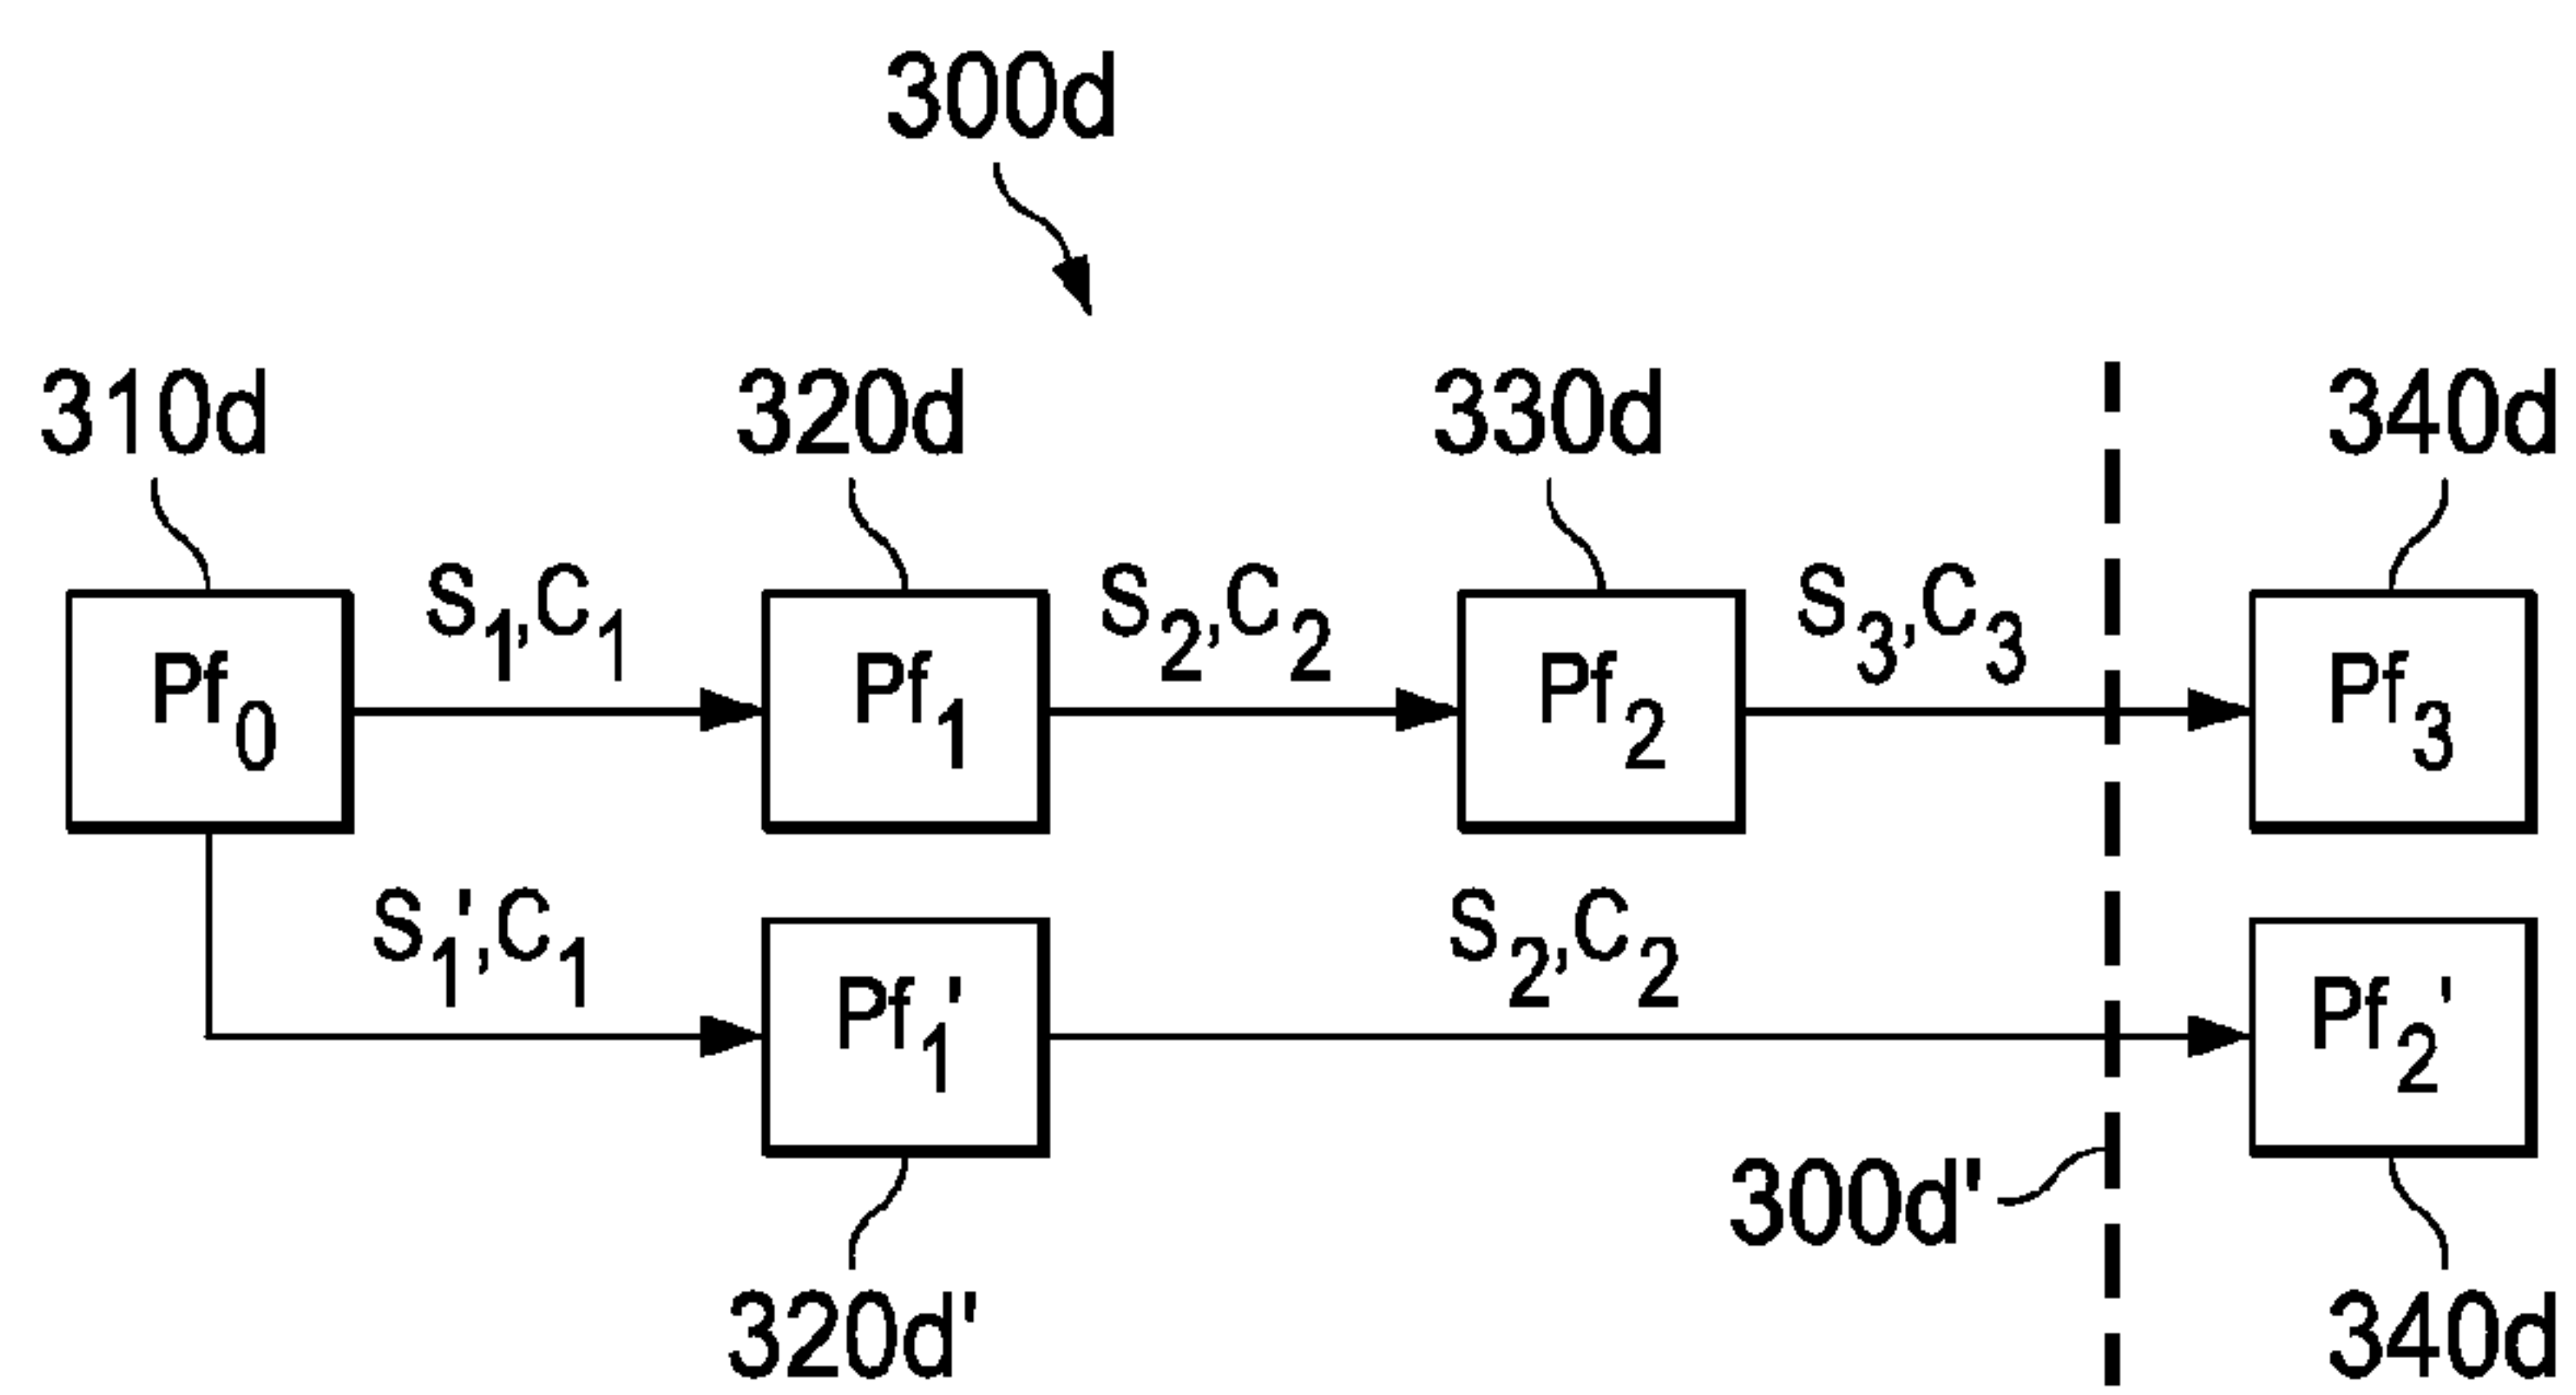 300d
310d 320d 330d 340d
S1,C1 S2,C2 S3,C3
Pf0 Pf1 Pf2 Pf3
S1',C1 S2,C2
Pf1' Pf2'
300d'
320d' 340d